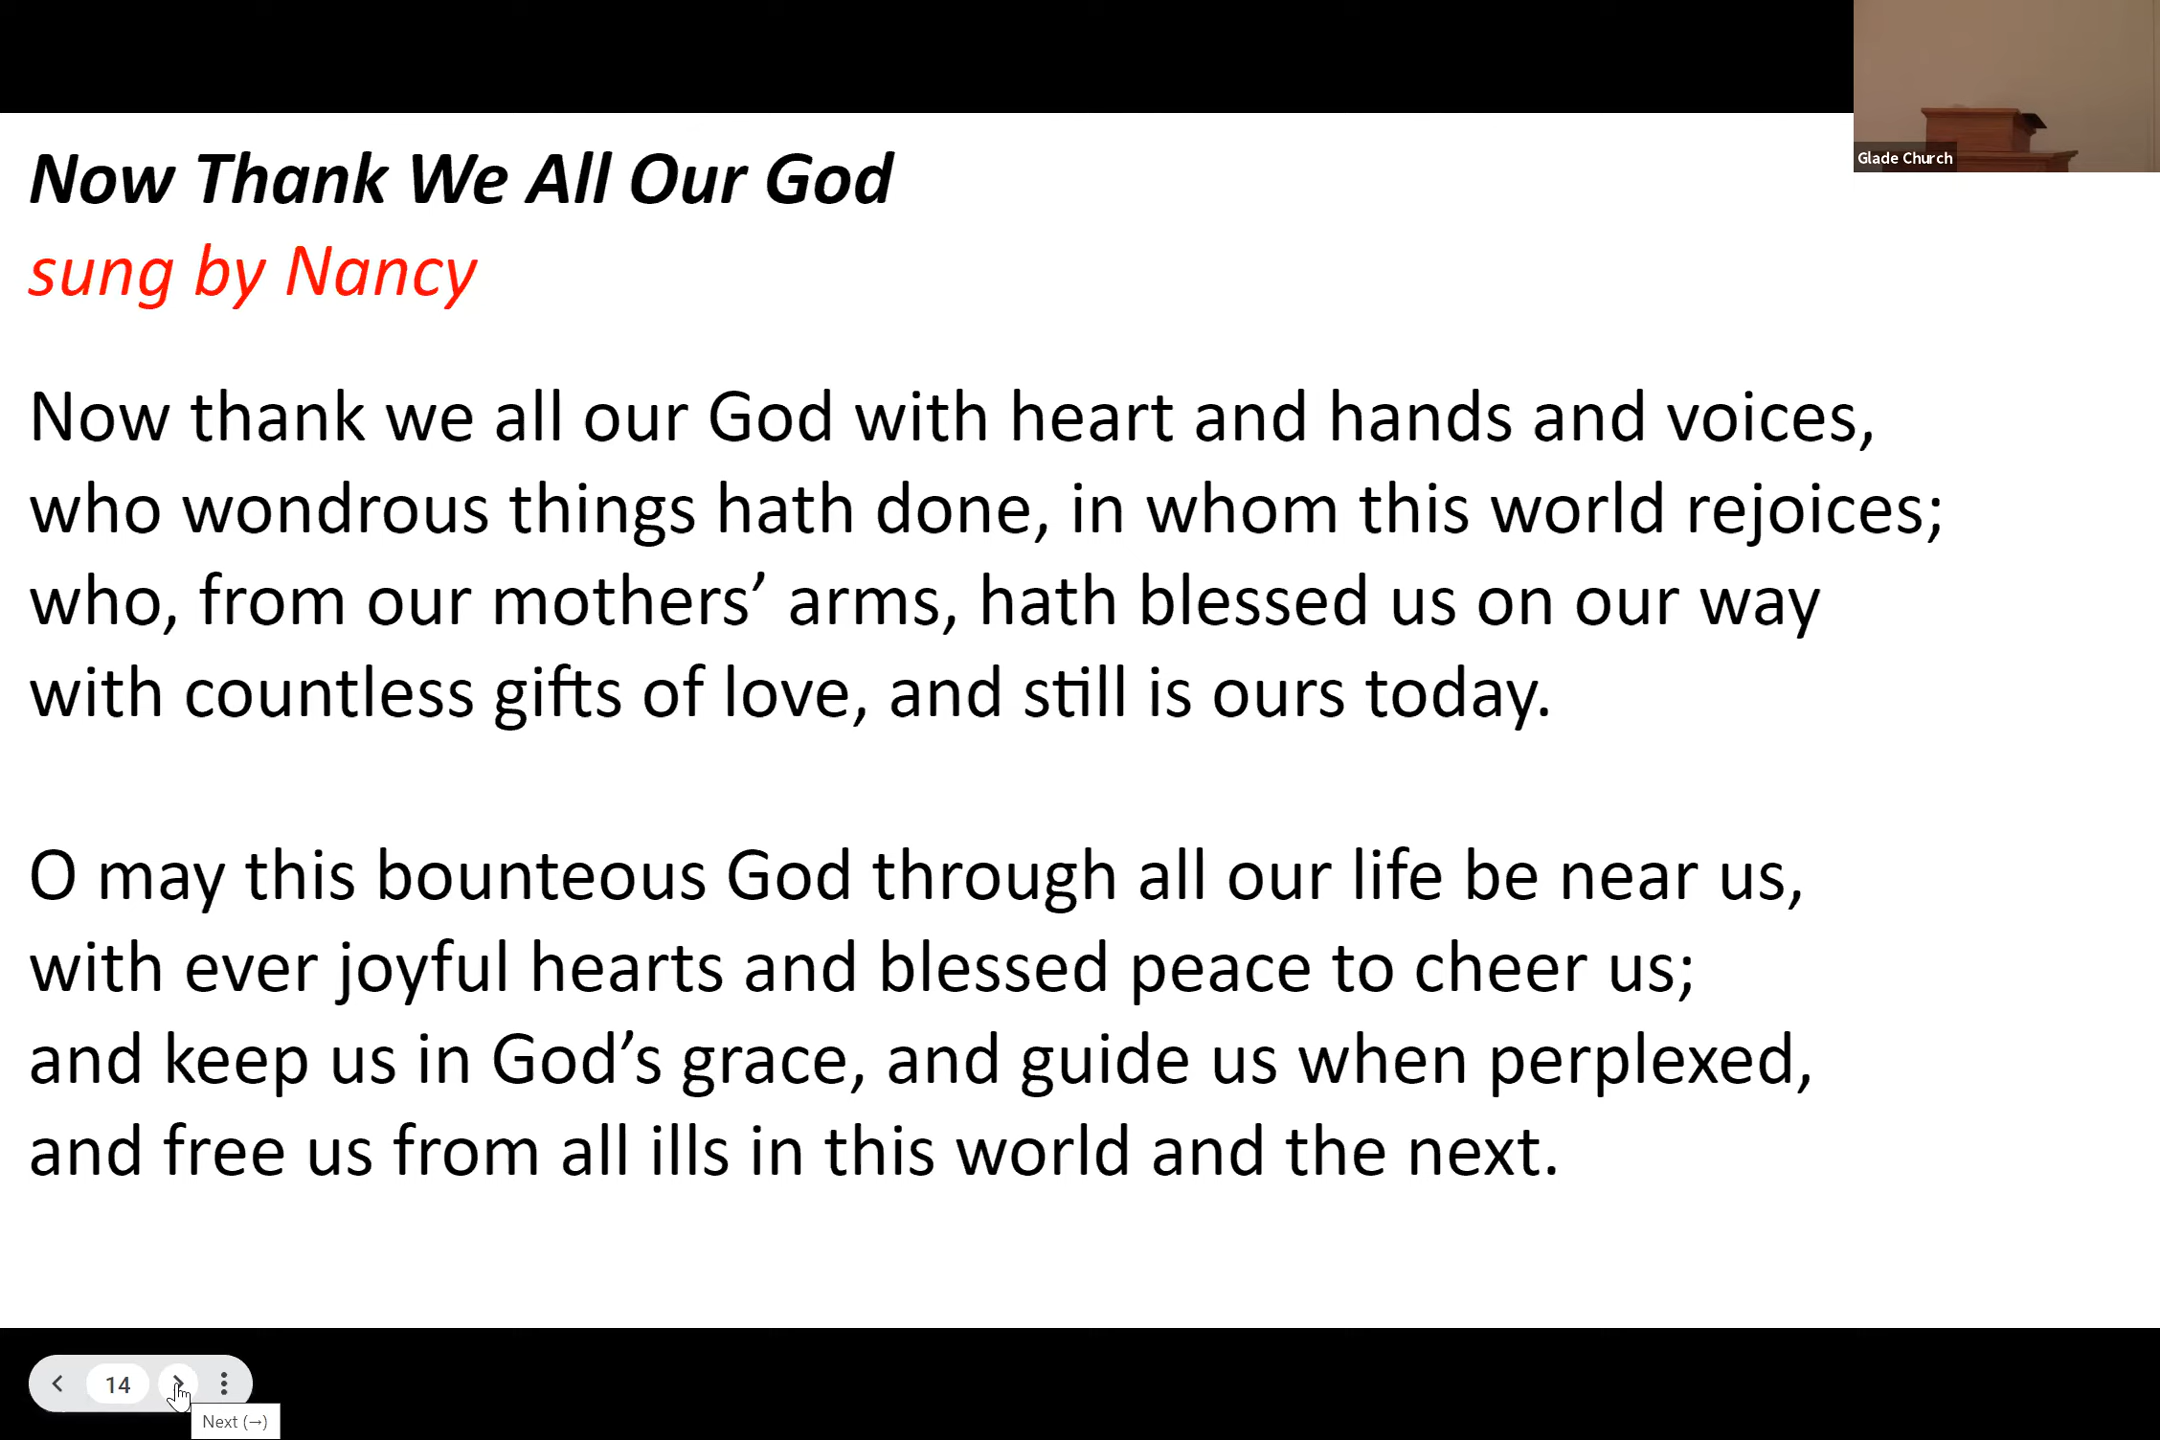 Glade Church
Now Thank We All Our God
sung by Nancy
Now thank we all our God with heart and hands and voices,
who wondrous things hath done, in whom this world rejoices;
who, from our mothers’ arms, hath blessed us on our way
with countless gifts of love, and still is ours today.
O may this bounteous God through all our life be near us,
with ever joyful hearts and blessed peace to cheer us;
and keep us in God’s grace, and guide us when perplexed,
and free us from all ills in this world and the next.
14
Next (→)